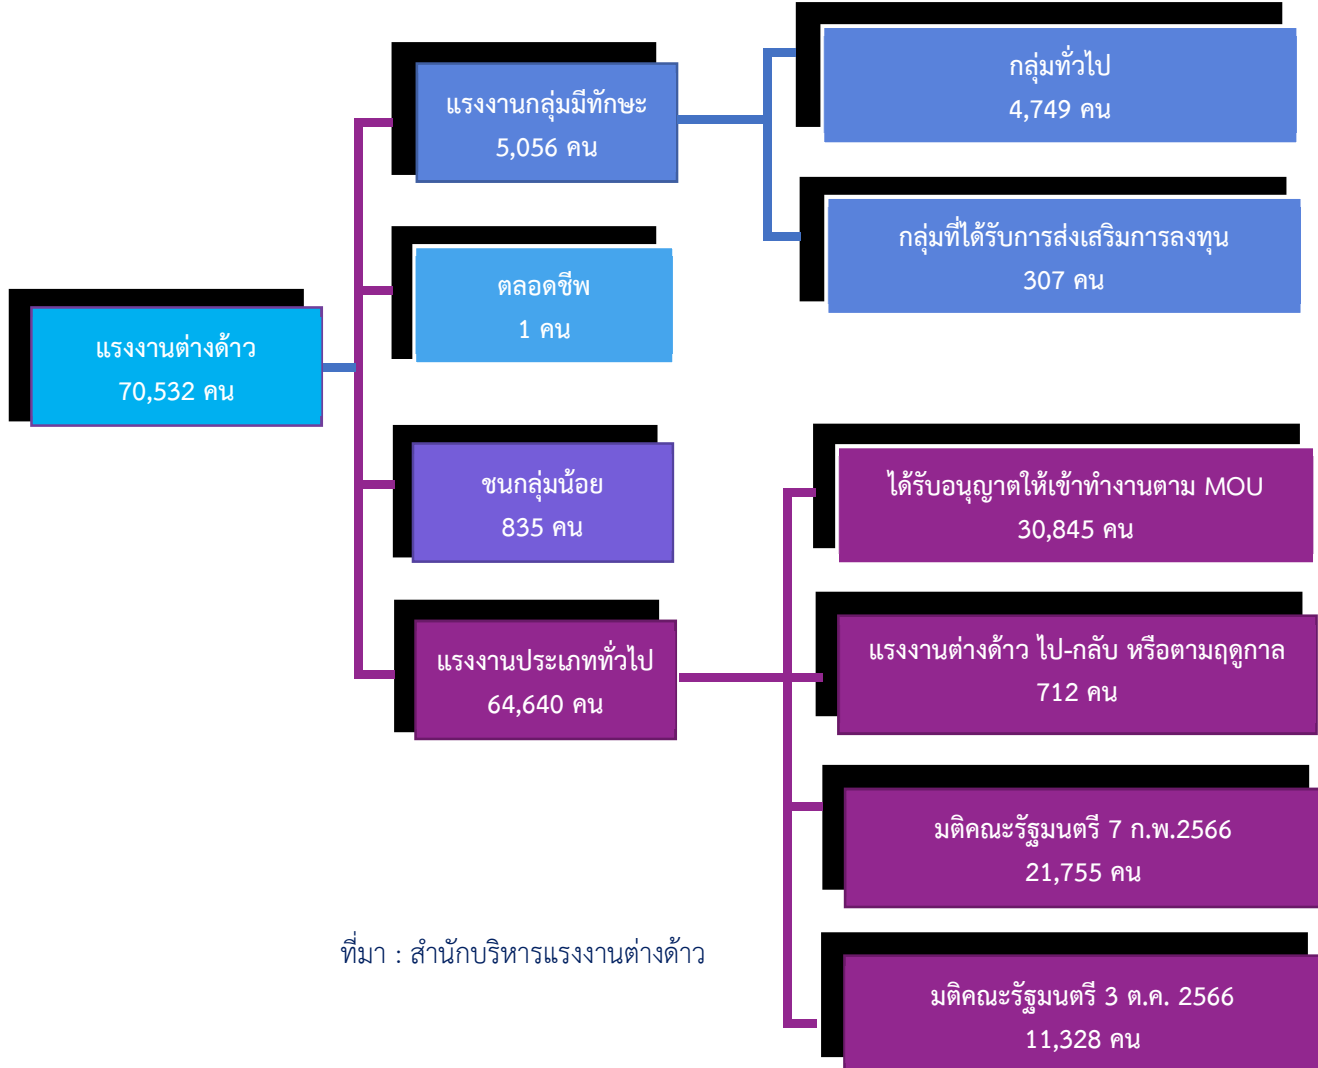 แรงงานต่างด้าว
70,532 คน
แรงงานกลุ่มมีทักษะ
5,056 คน
กลุ่มทั่วไป
4,749 คน
กลุ่มที่ได้รับการส่งเสริมการลงทุน
307 คน
ตลอดชีพ
1 คน
ชนกลุ่มน้อย
835 คน
แรงงานประเภททั่วไป
64,640 คน
ได้รับอนุญาตให้เข้าทำงานตาม MOU
30,845 คน
แรงงานต่างด้าว ไป-กลับ หรือตามฤดูกาล
712 คน
มติคณะรัฐมนตรี 7 ก.พ.2566
21,755 คน
มติคณะรัฐมนตรี 3 ต.ค. 2566
11,328 คน
ที่มา : สำนักบริหารแรงงานต่างด้าว